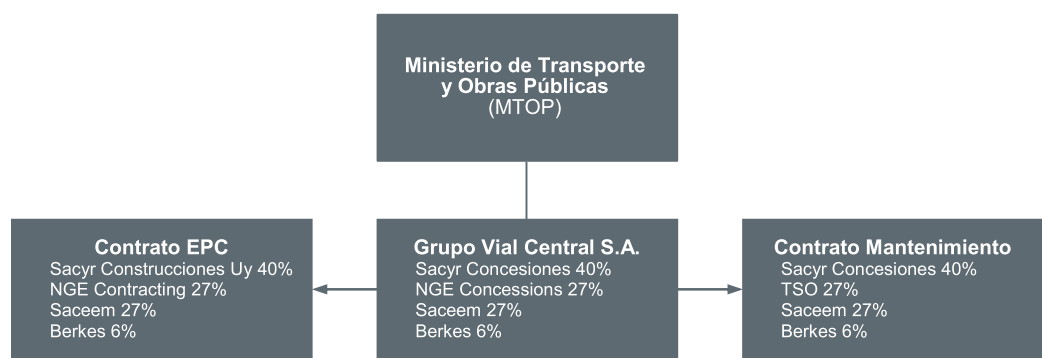 Ministerio de Transporte
y Obras Públicas
(MTOP)
Contrato EPC
Sacyr Construcciones Uy 40%
NGE Contracting 27%
Saceem 27%
Berkes 6%
Grupo Vial Central S.A.
Sacyr Concesiones 40%
NGE Concessions 27%
Saceem 27%
Berkes 6%
Contrato Mantenimiento
Sacyr Concesiones 40%
TSO 27%
Saceem 27%
Berkes 6%